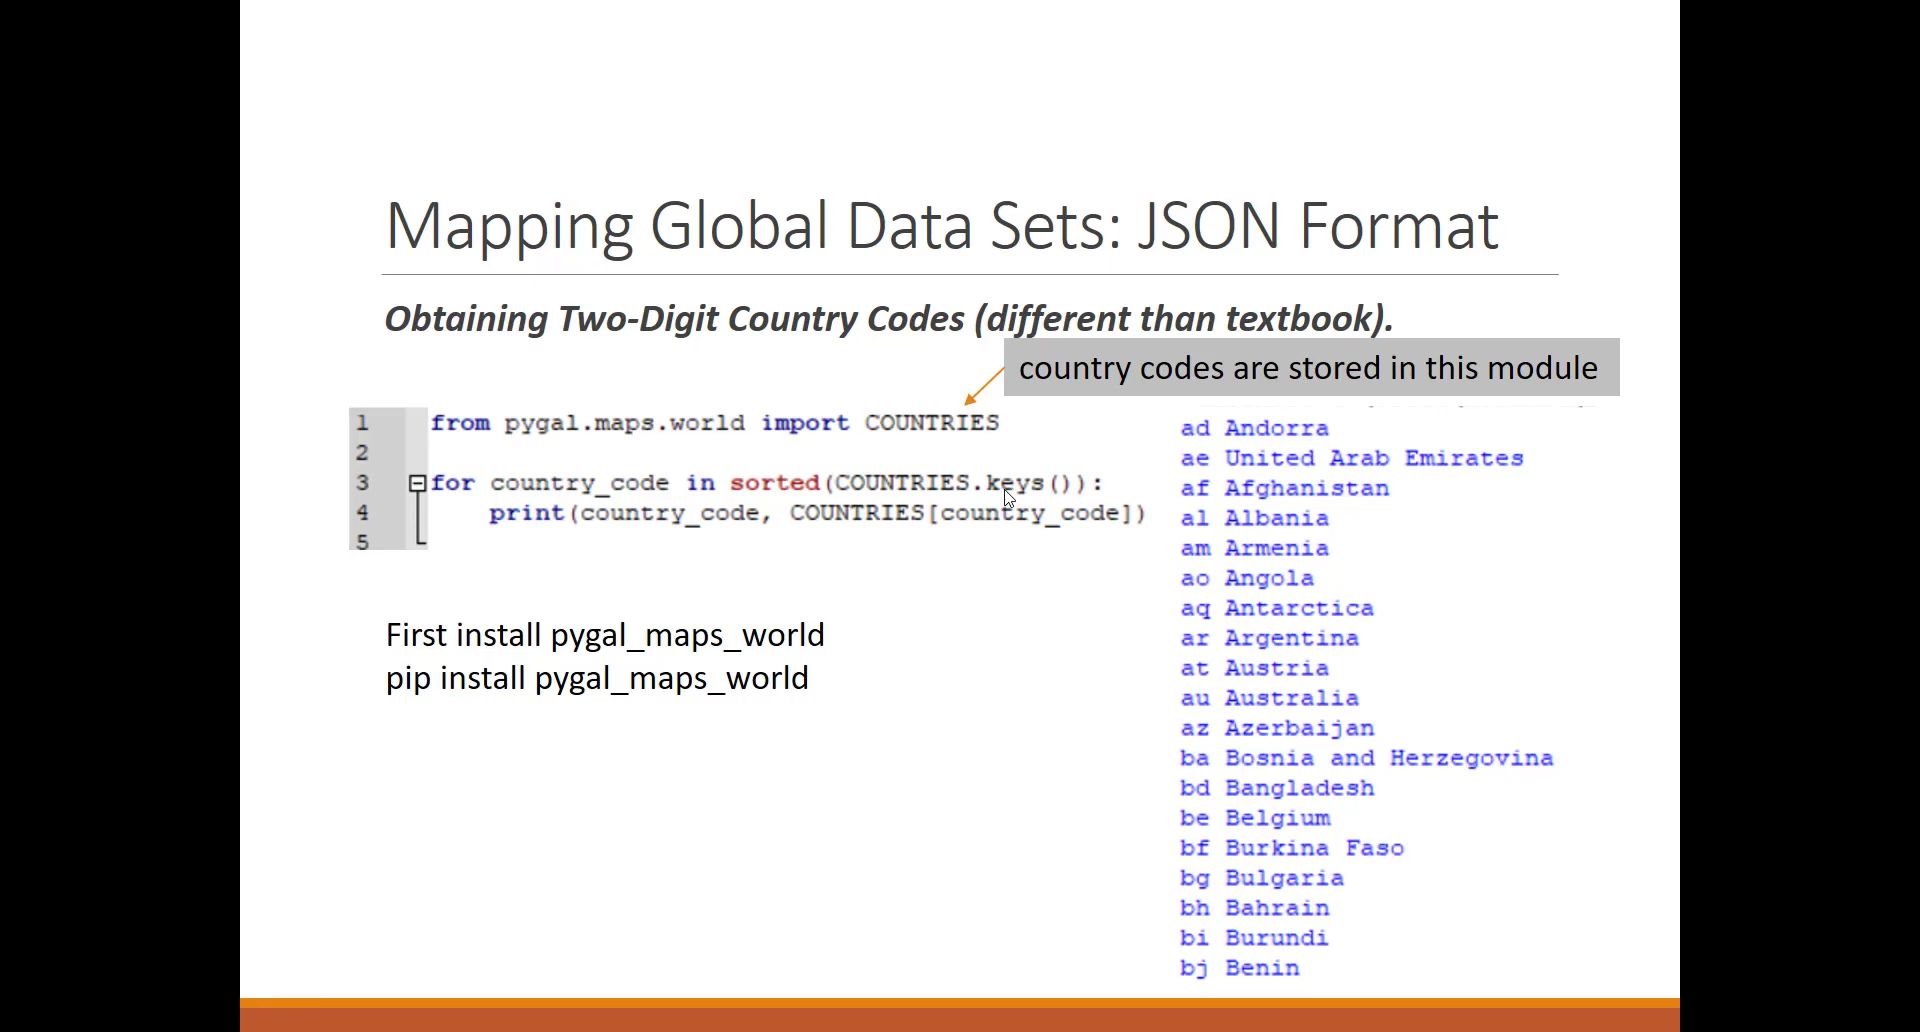 Mapping Global Data Sets: JSON Format
Obtaining Two-Digit Country Codes (different than textbook).
country codes are stored in this module
1 from pygal.maps.world import COUNTRIES
2
3 for country_code in sorted(COUNTRIES.keys()):
4 print(country_code, COUNTRIES[country_code])
5
First install pygal_maps_world
pip install pygal_maps_world
ad Andorra
ae United Arab Emirates
af Afghanistan
al Albania
am Armenia
ao Angola
aq Antarctica
ar Argentina
at Austria
au Australia
az Azerbaijan
ba Bosnia and Herzegovina
bd Bangladesh
be Belgium
bf Burkina Faso
bg Bulgaria
bh Bahrain
bi Burundi
bj Benin